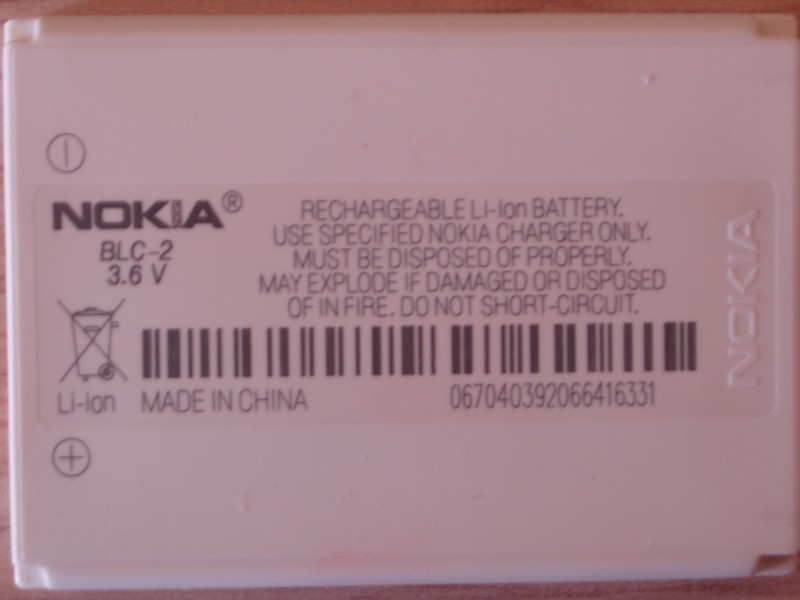 NOKIA®
BLC-2
3.6 V
RECHARGEABLE Li-ion BATTERY.
USE SPECIFIED NOKIA CHARGER ONLY.
MUST BE DISPOSED OF PROPERLY.
MAY EXPLODE IF DAMAGED OR DISPOSED
OF IN FIRE. DO NOT SHORT-CIRCUIT.
Li-ion
MADE IN CHINA
067040392066416331
NOKIA